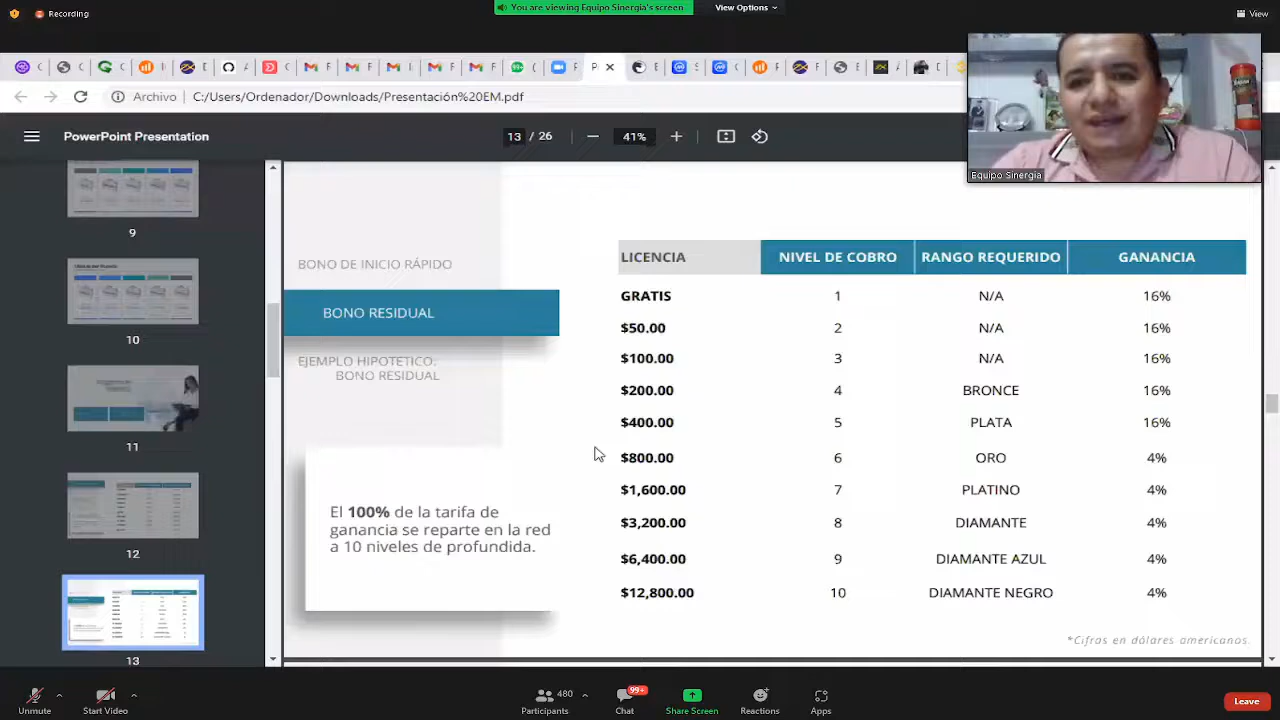 Recording
You are viewing Equipo Sinergia's screen
View Options
View
Archivo
C:/Users/Ordenador/Downloads/Presentación%20EM.pdf
PowerPoint Presentation
13 / 26
41%
Equipo Sinergia
9
10
11
12
13
BONO DE INICIO RÁPIDO
BONO RESIDUAL
EJEMPLO HIPOTETICO:
BONO RESIDUAL
El 100% de la tarifa de
ganancia se reparte en la red
a 10 niveles de profundida.
LICENCIA NIVEL DE COBRO RANGO REQUERIDO GANANCIA
GRATIS 1 N/A 16%
$50.00 2 N/A 16%
$100.00 3 N/A 16%
$200.00 4 BRONCE 16%
$400.00 5 PLATA 16%
$800.00 6 ORO 4%
$1,600.00 7 PLATINO 4%
$3,200.00 8 DIAMANTE 4%
$6,400.00 9 DIAMANTE AZUL 4%
$12,800.00 10 DIAMANTE NEGRO 4%
*Cifras en dólares americanos.
480
99+
Unmute
Start Video
Participants
Chat
Share Screen
Reactions
Apps
Leave